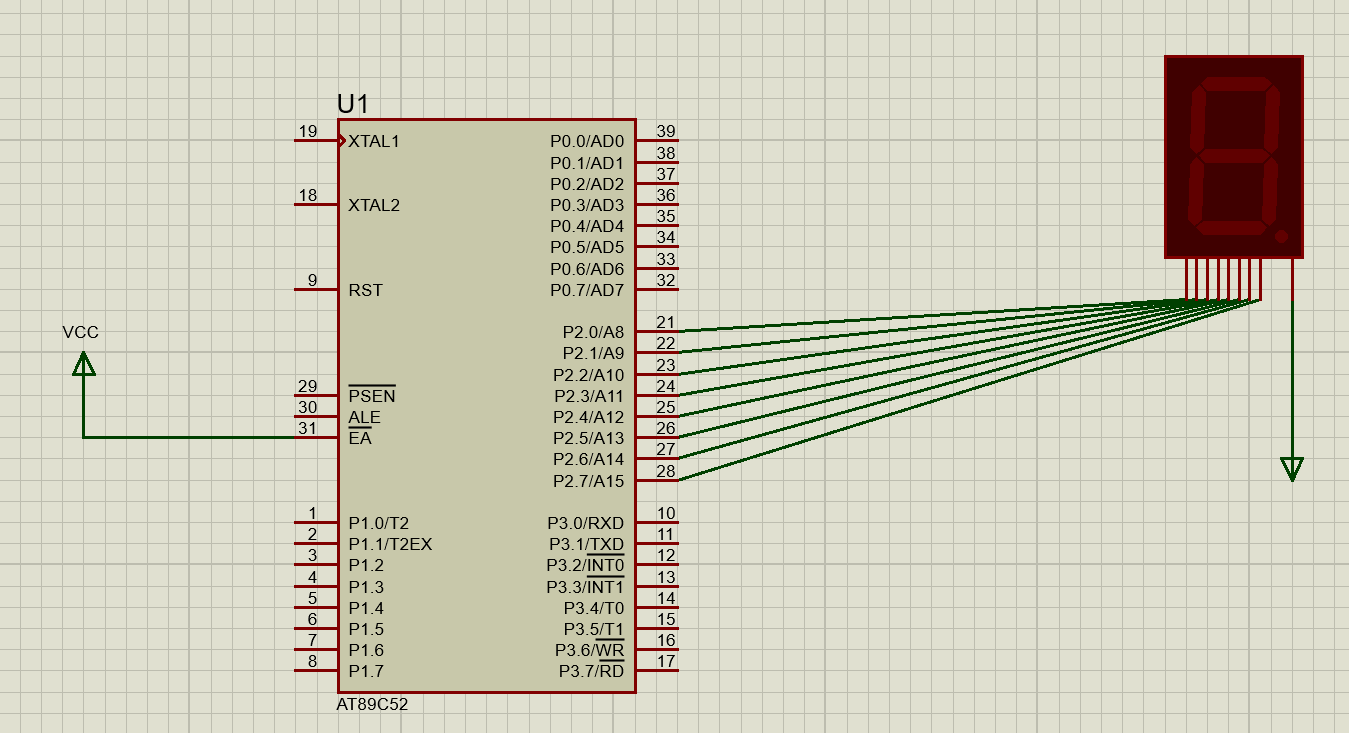 U1
19 XTAL1 P0.0/AD0 39
P0.1/AD1 38
P0.2/AD2 37
18 XTAL2 P0.3/AD3 36
P0.4/AD4 35
P0.5/AD5 34
P0.6/AD6 33
9 RST P0.7/AD7 32
VCC P2.0/A8 21
P2.1/A9 22
P2.2/A10 23
29 PSEN P2.3/A11 24
30 ALE P2.4/A12 25
31 EA P2.5/A13 26
P2.6/A14 27
P2.7/A15 28
1 P1.0/T2 P3.0/RXD 10
2 P1.1/T2EX P3.1/TXD 11
3 P1.2 P3.2/INT0 12
4 P1.3 P3.3/INT1 13
5 P1.4 P3.4/T0 14
6 P1.5 P3.5/T1 15
7 P1.6 P3.6/WR 16
8 P1.7 P3.7/RD 17
AT89C52